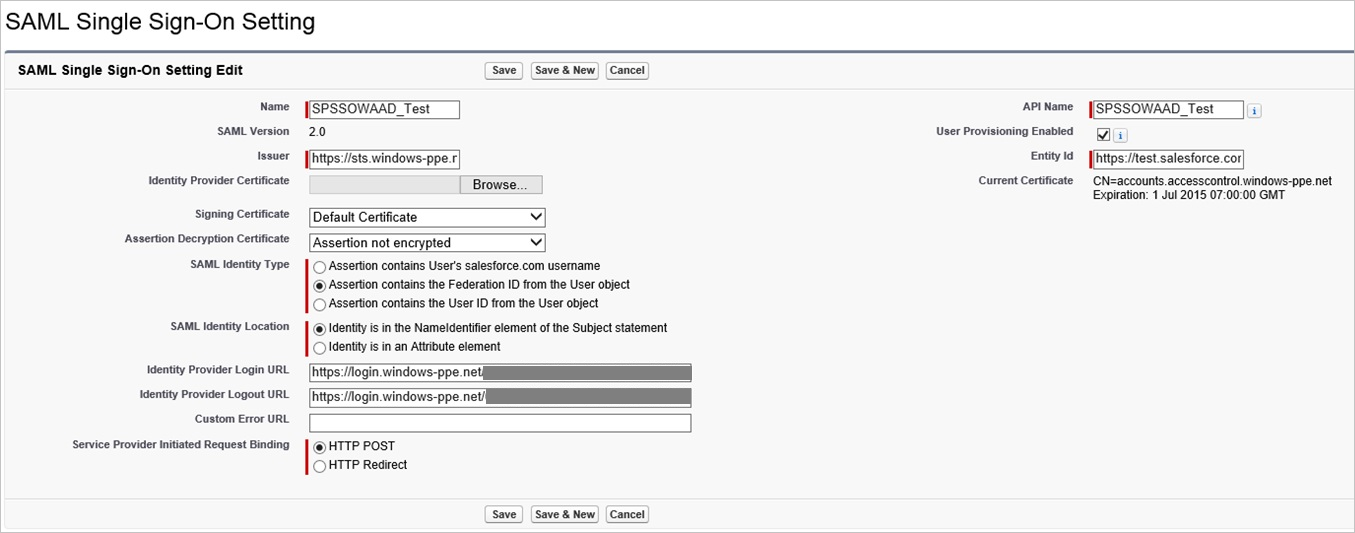 SAML Single Sign-On Setting
SAML Single Sign-On Setting Edit
Save
Save & New
Cancel
Name
SPSSOWAAD_Test
API Name
SPSSOWAAD_Test
i
SAML Version
2.0
User Provisioning Enabled
i
Issuer
https://sts.windows-ppe.r
Entity Id
https://test.salesforce.cor
Identity Provider Certificate
Browse...
Current Certificate
CN=accounts.accesscontrol.windows-ppe.net
Expiration: 1 Jul 2015 07:00:00 GMT
Signing Certificate
Default Certificate
Assertion Decryption Certificate
Assertion not encrypted
SAML Identity Type
Assertion contains User's salesforce.com username
Assertion contains the Federation ID from the User object
Assertion contains the User ID from the User object
SAML Identity Location
Identity is in the NameIdentifier element of the Subject statement
Identity is in an Attribute element
Identity Provider Login URL
https://login.windows-ppe.net/
Identity Provider Logout URL
https://login.windows-ppe.net/
Custom Error URL
Service Provider Initiated Request Binding
HTTP POST
HTTP Redirect
Save
Save & New
Cancel